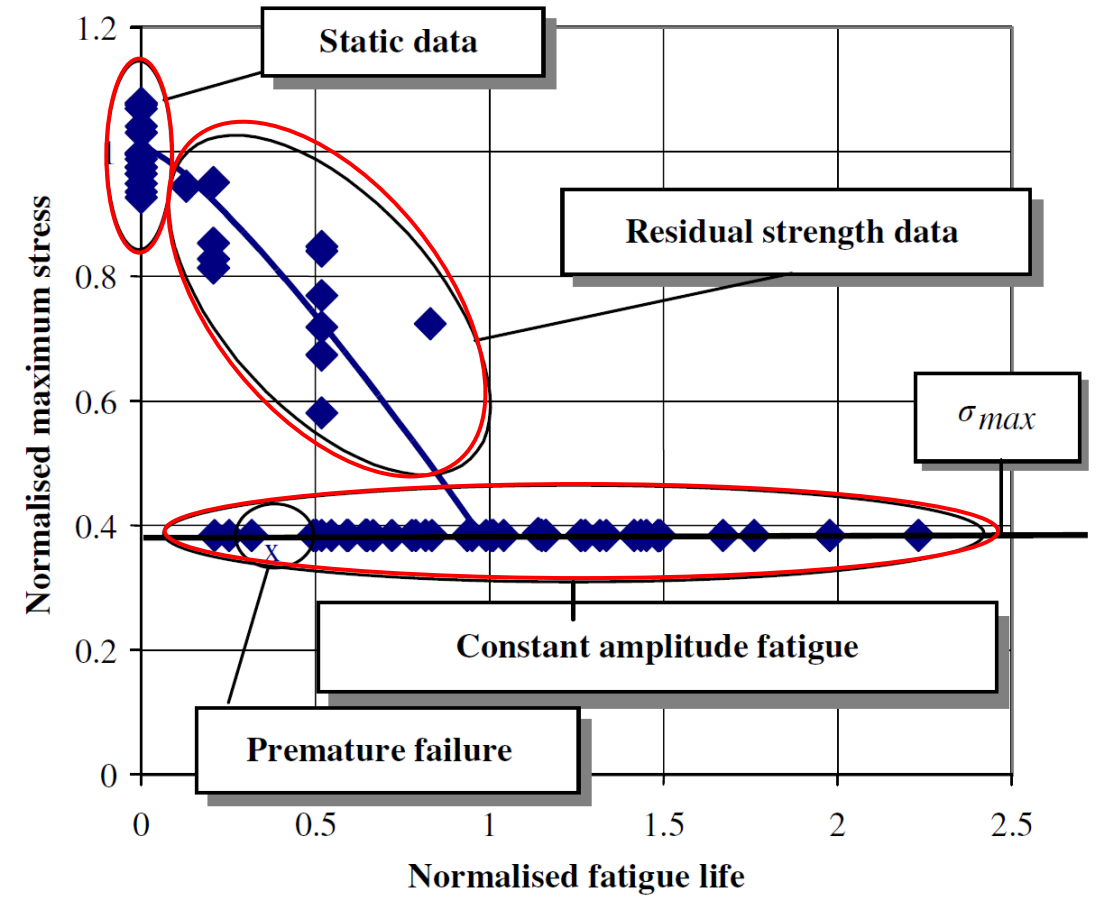 1.2
Static data
1
Residual strength data
0.8
0.6
σ max
0.4
x
Constant amplitude fatigue
0.2
Premature failure
0
0
0.5
1
1.5
2
2.5
Normalised maximum stress
Normalised fatigue life